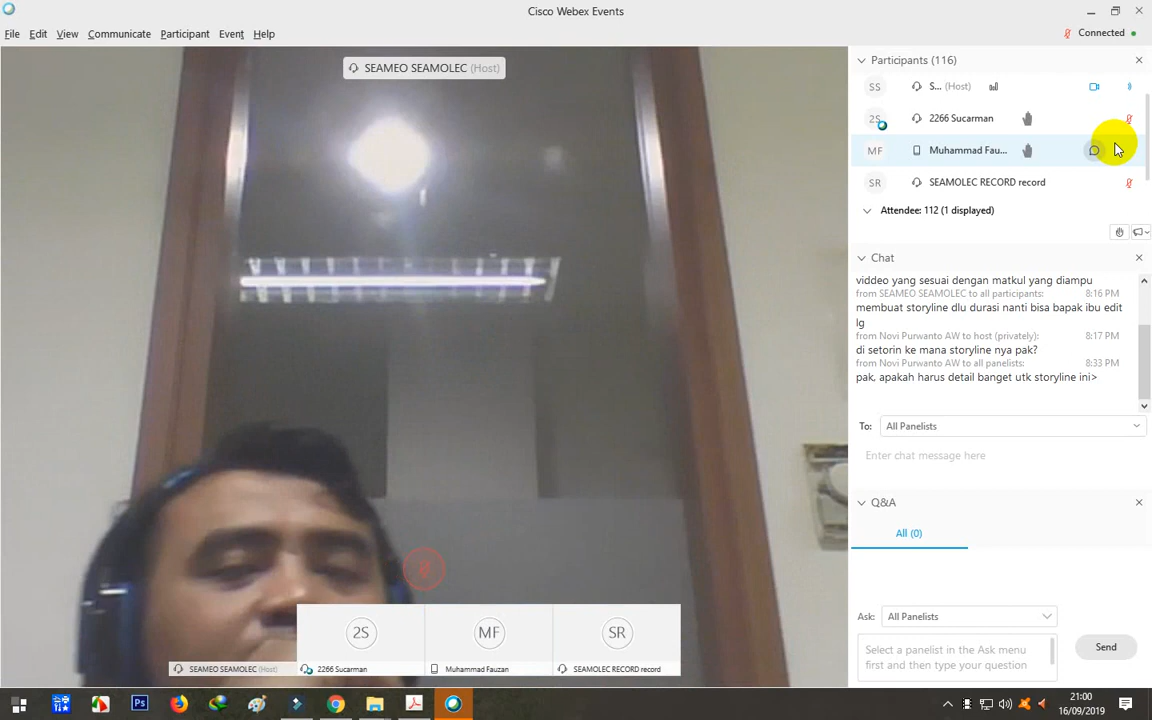 Cisco Webex Events
File Edit View Communicate Participant Event Help
Connected
SEAMEO SEAMOLEC (Host)
Participants (116)
SS S... (Host)
2S 2266 Sucarman
MF Muhammad Fau...
SR SEAMOLEC RECORD record
Attendee: 112 (1 displayed)
Chat
viddeo yang sesuai dengan matkul yang diampu
from SEAMEO SEAMOLEC to all participants: 8:16 PM
membuat storyline dlu durasi nanti bisa bapak ibu edit
lg
from Novi Purwanto AW to host (privately): 8:17 PM
di setorin ke mana storyline nya pak?
from Novi Purwanto AW to all panelists: 8:33 PM
pak, apakah harus detail banget utk storyline ini>
To: All Panelists
Enter chat message here
Q&A
All (0)
Ask: All Panelists
Select a panelist in the Ask menu
first and then type your question
Send
2S MF SR
SEAMEO SEAMOLEC (Host) 2266 Sucarman Muhammad Fauzan SEAMOLEC RECORD record
Ps
21:00
16/09/2019